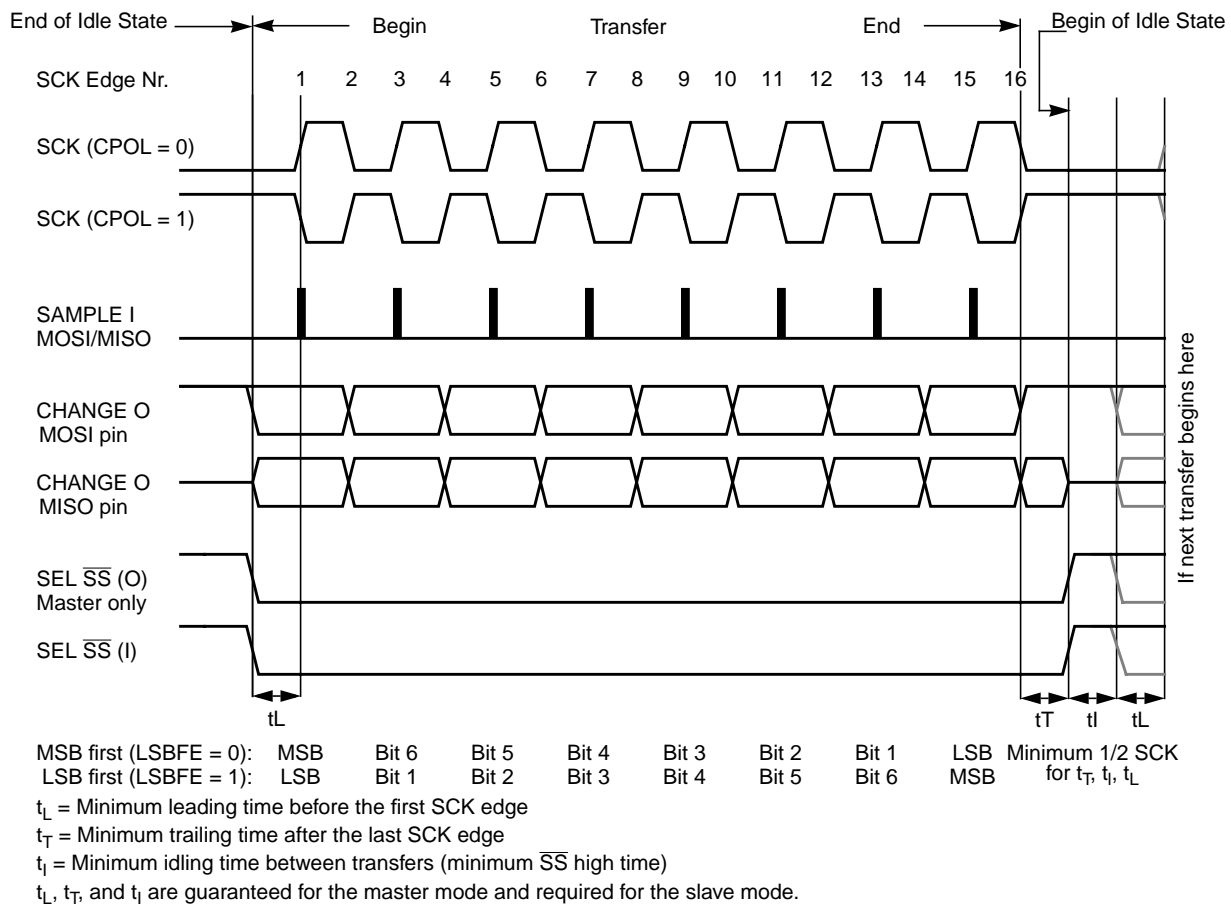 End of Idle State Begin Transfer End Begin of Idle State
SCK Edge Nr. 1 2 3 4 5 6 7 8 9 10 11 12 13 14 15 16
SCK (CPOL = 0)
SCK (CPOL = 1)
SAMPLE I
MOSI/MISO
CHANGE O
MOSI pin
CHANGE O
MISO pin
SEL S̅S̅ (O)
Master only
SEL S̅S̅ (I)
If next transfer begins here
tL tT tI tL
MSB first (LSBFE = 0): MSB Bit 6 Bit 5 Bit 4 Bit 3 Bit 2 Bit 1 LSB Minimum 1/2 SCK
LSB first (LSBFE = 1): LSB Bit 1 Bit 2 Bit 3 Bit 4 Bit 5 Bit 6 MSB for tT, tI, tL
tL = Minimum leading time before the first SCK edge
tT = Minimum trailing time after the last SCK edge
tI = Minimum idling time between transfers (minimum S̅S̅ high time)
tL, tT, and tI are guaranteed for the master mode and required for the slave mode.